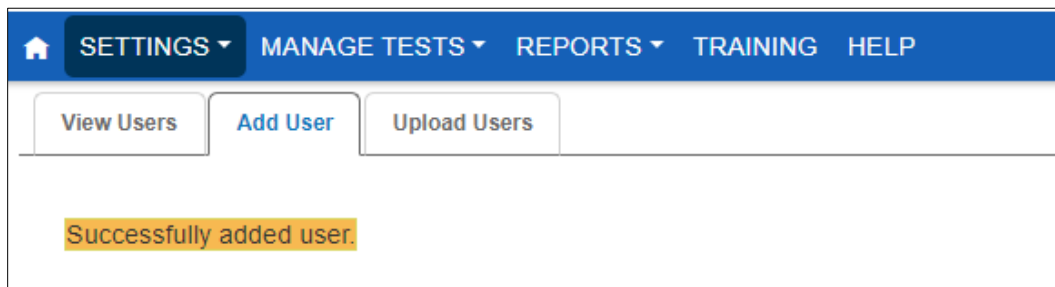 SETTINGS MANAGE TESTS REPORTS TRAINING HELP
View Users Add User Upload Users
Successfully added user.